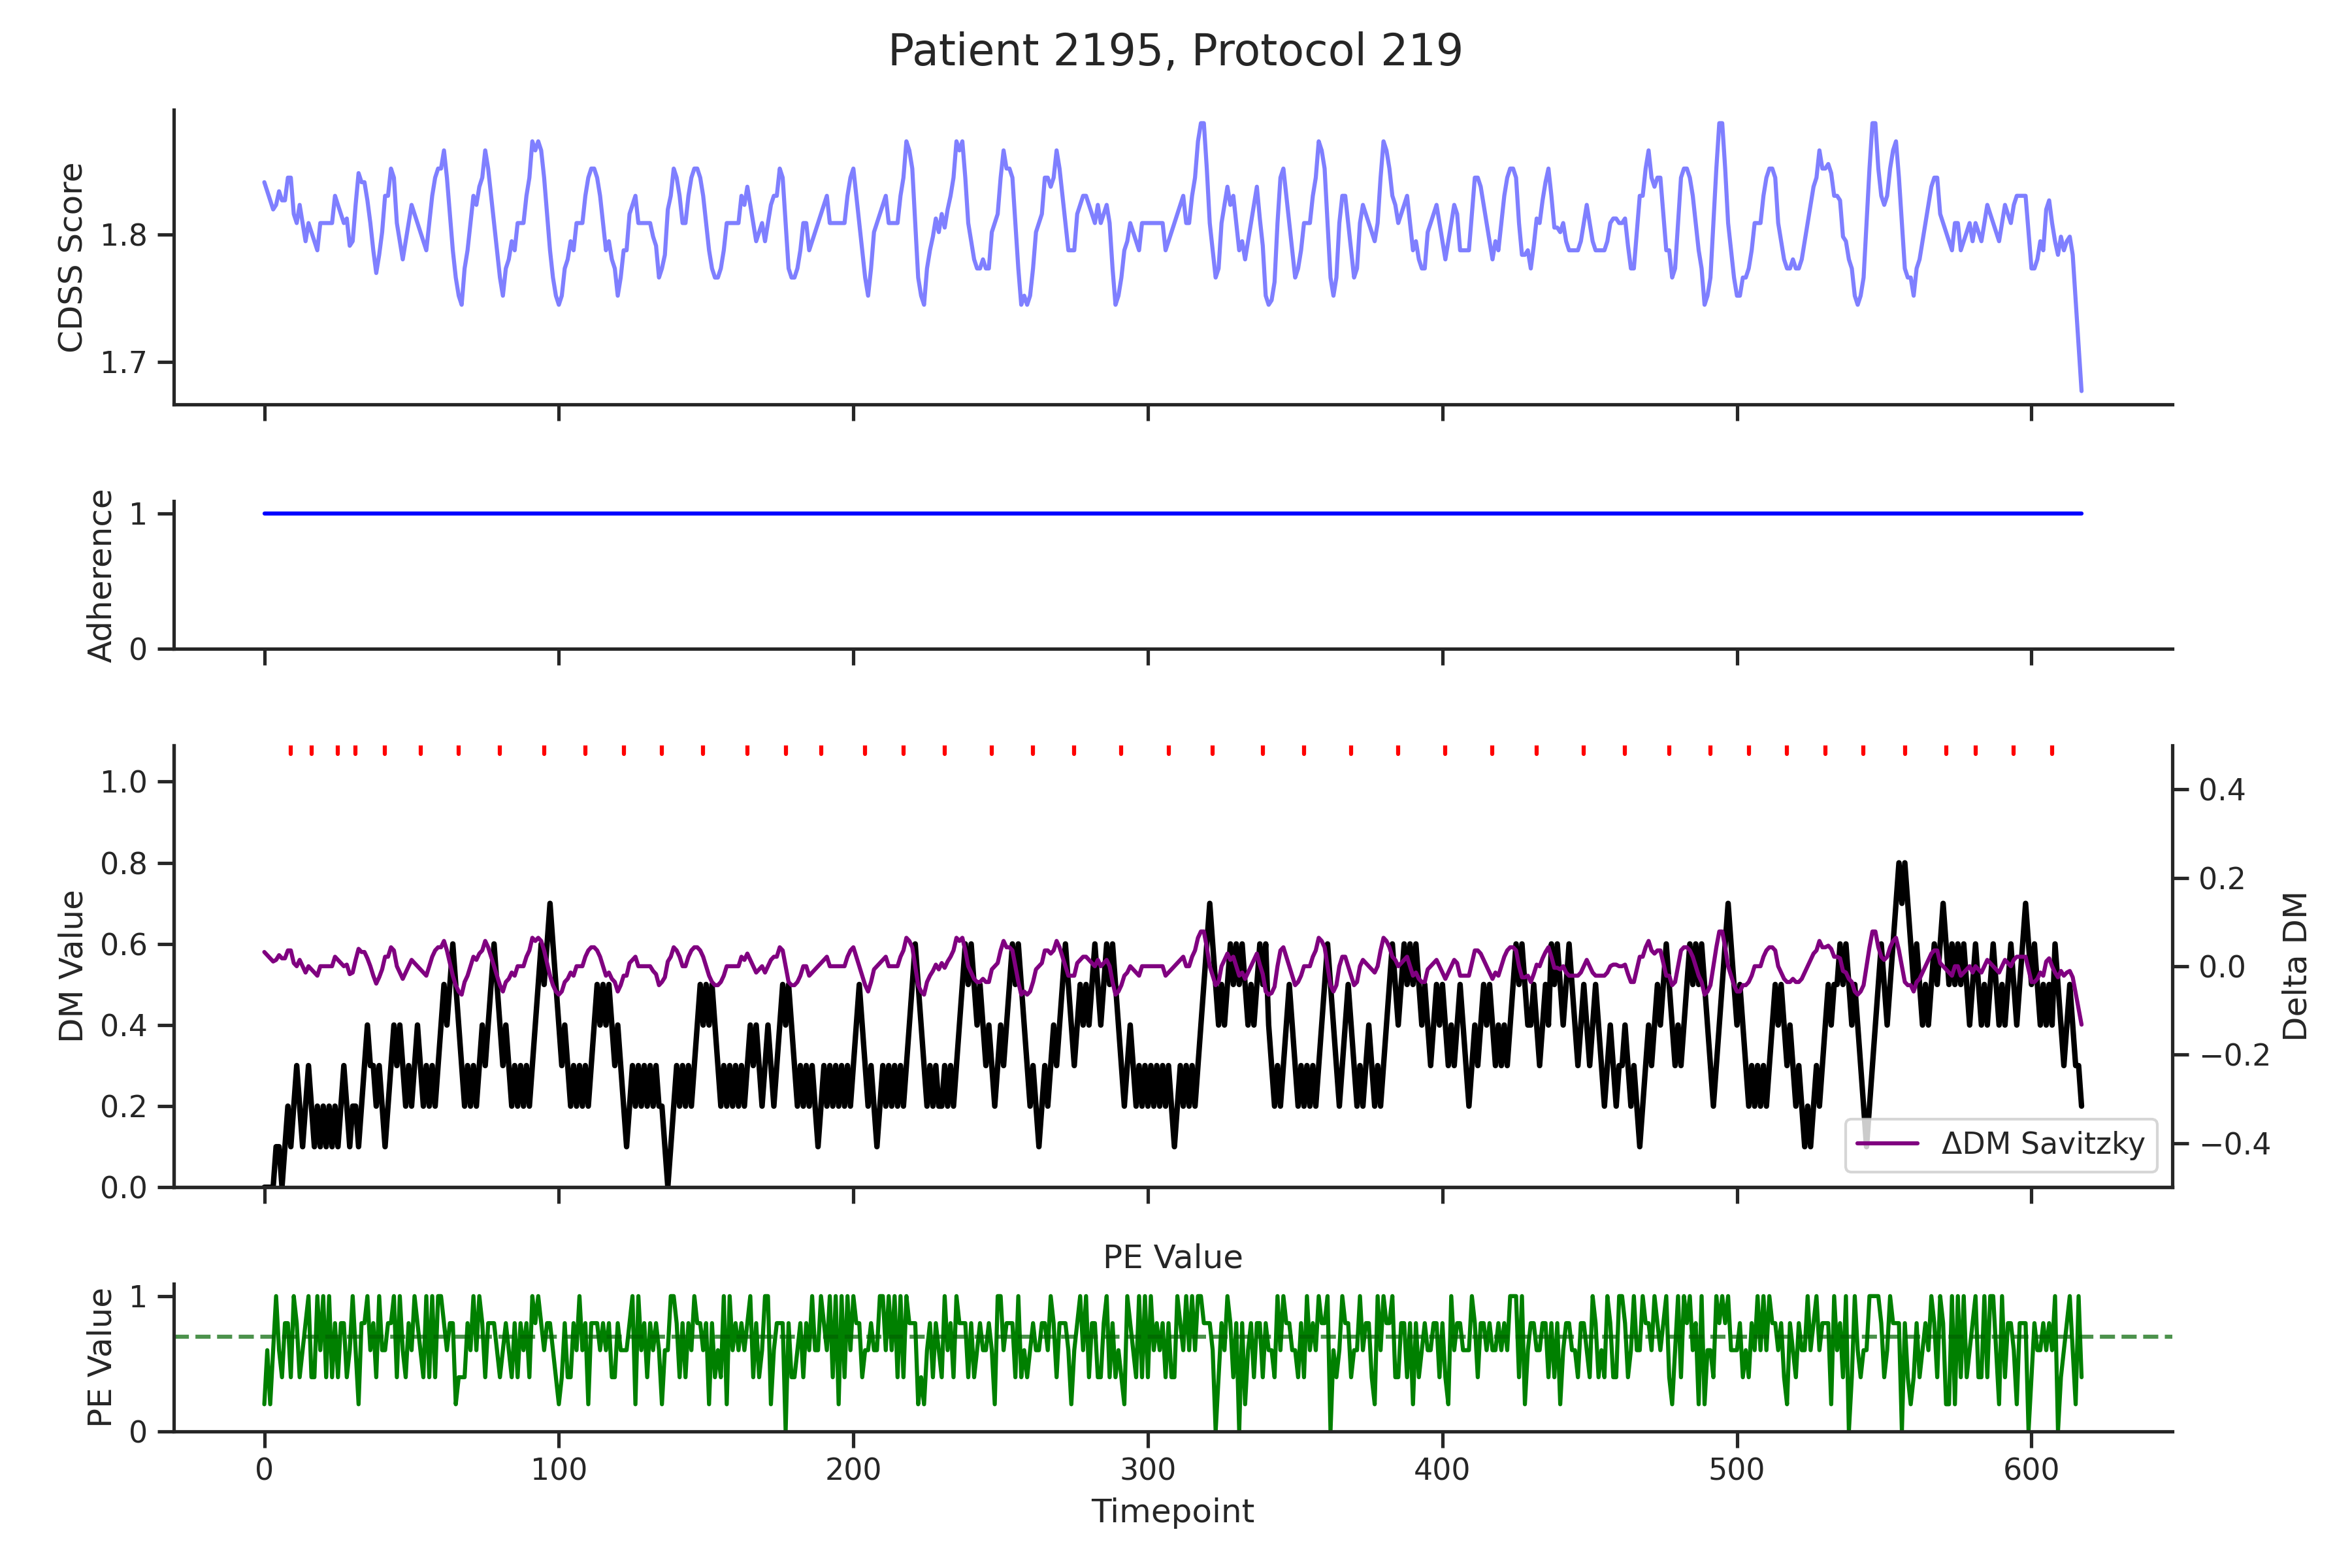 Patient 2195, Protocol 219
CDSS Score
1.8
1.7
Adherence
1
0
DM Value
1.0
0.8
0.6
0.4
0.2
0.0
0.4
0.2
0.0
−0.2
−0.4
Delta DM
ΔDM Savitzky
PE Value
PE Value
1
0
0 100 200 300 400 500 600
Timepoint